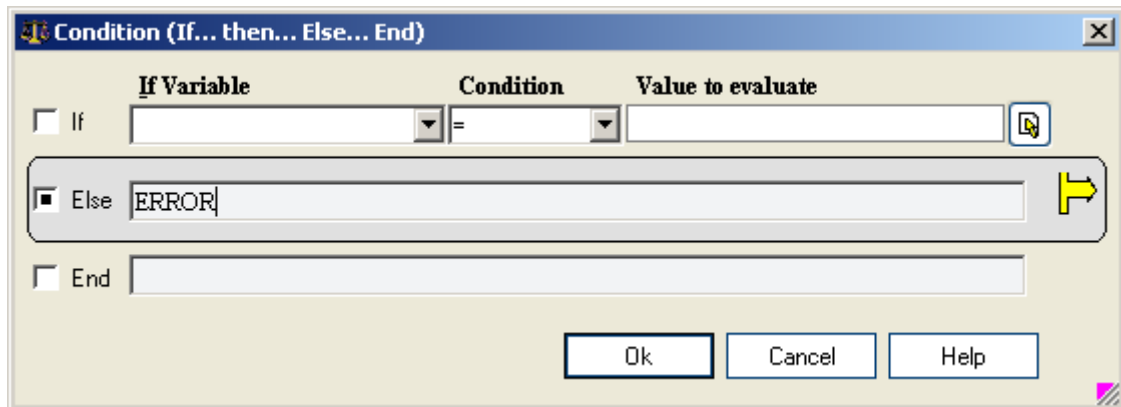 Condition (If... then... Else... End)
If Variable Condition Value to evaluate
If =
Else ERROR
End
Ok Cancel Help